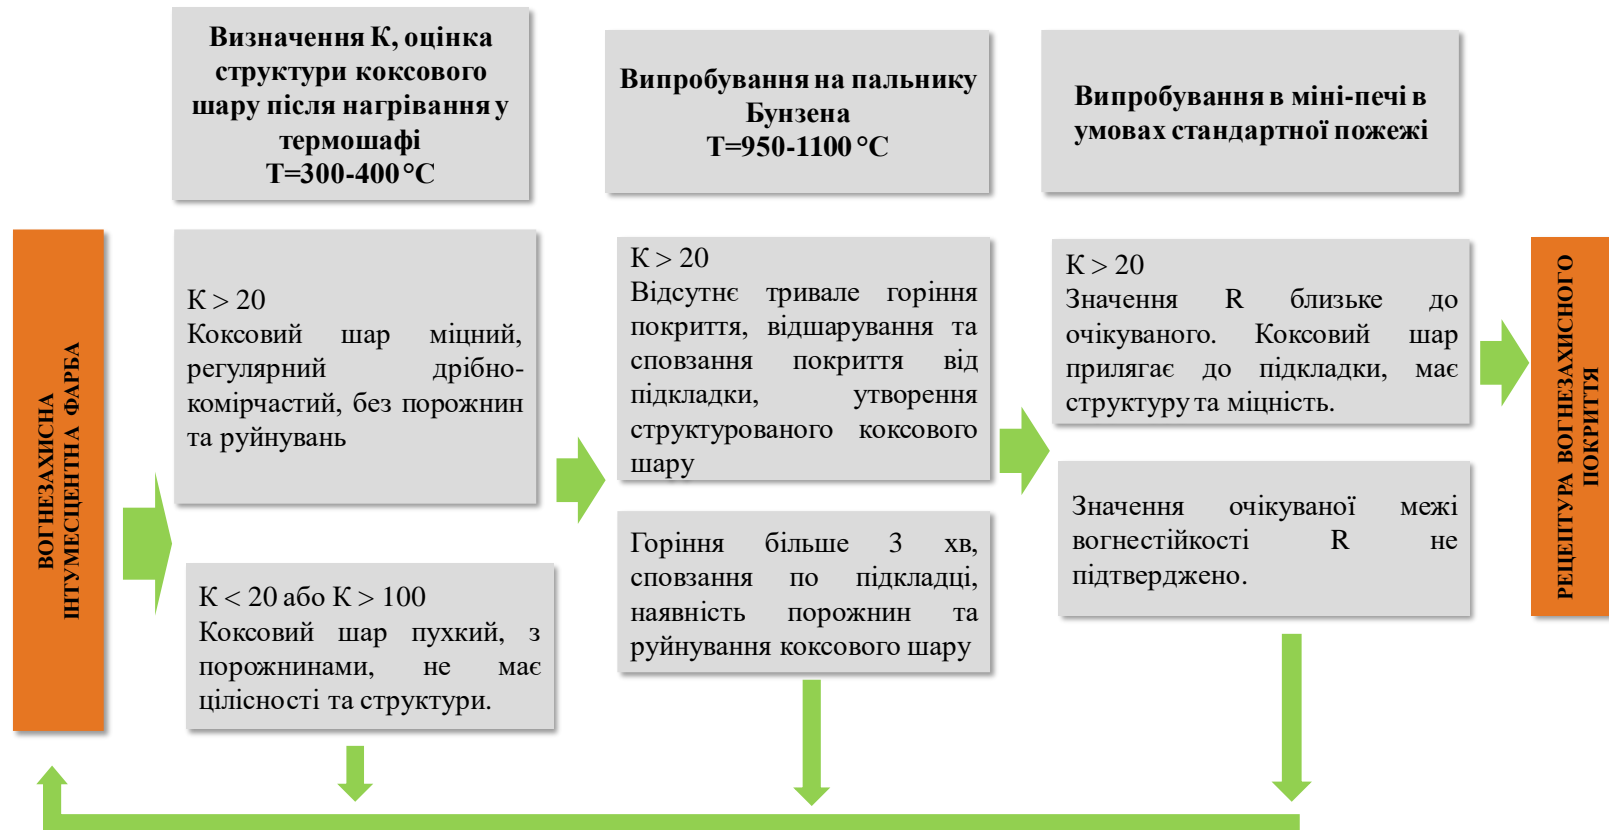 Визначення К, оцінка
структури коксового
шару після нагрівання у
термошафі
Т=300-400 °С
Випробування на пальнику
Бунзена
Т=950-1100 °С
Випробування в міні-печі в
умовах стандартної пожежі
ВОГНЕЗАХИСНА
ІНТУМЕСЦЕНТНА ФАРБА
К > 20
Коксовий шар міцний,
регулярний дрібно-
комірчастий, без порожнин
та руйнувань
К < 20 або К > 100
Коксовий шар пухкий, з
порожнинами, не має
цілісності та структури.
К > 20
Відсутнє тривале горіння
покриття, відшарування та
сповзання покриття від
підкладки, утворення
структурованого коксового
шару
Горіння більше 3 хв,
сповзання по підкладці,
наявність порожнин та
руйнування коксового шару
К > 20
Значення R близьке до
очікуваного. Коксовий шар
прилягає до підкладки, має
структуру та міцність.
Значення очікуваної межі
вогнестійкості R не
підтверджено.
РЕЦЕПТУРА ВОГНЕЗАХИСНОГО
ПОКРИТТЯ